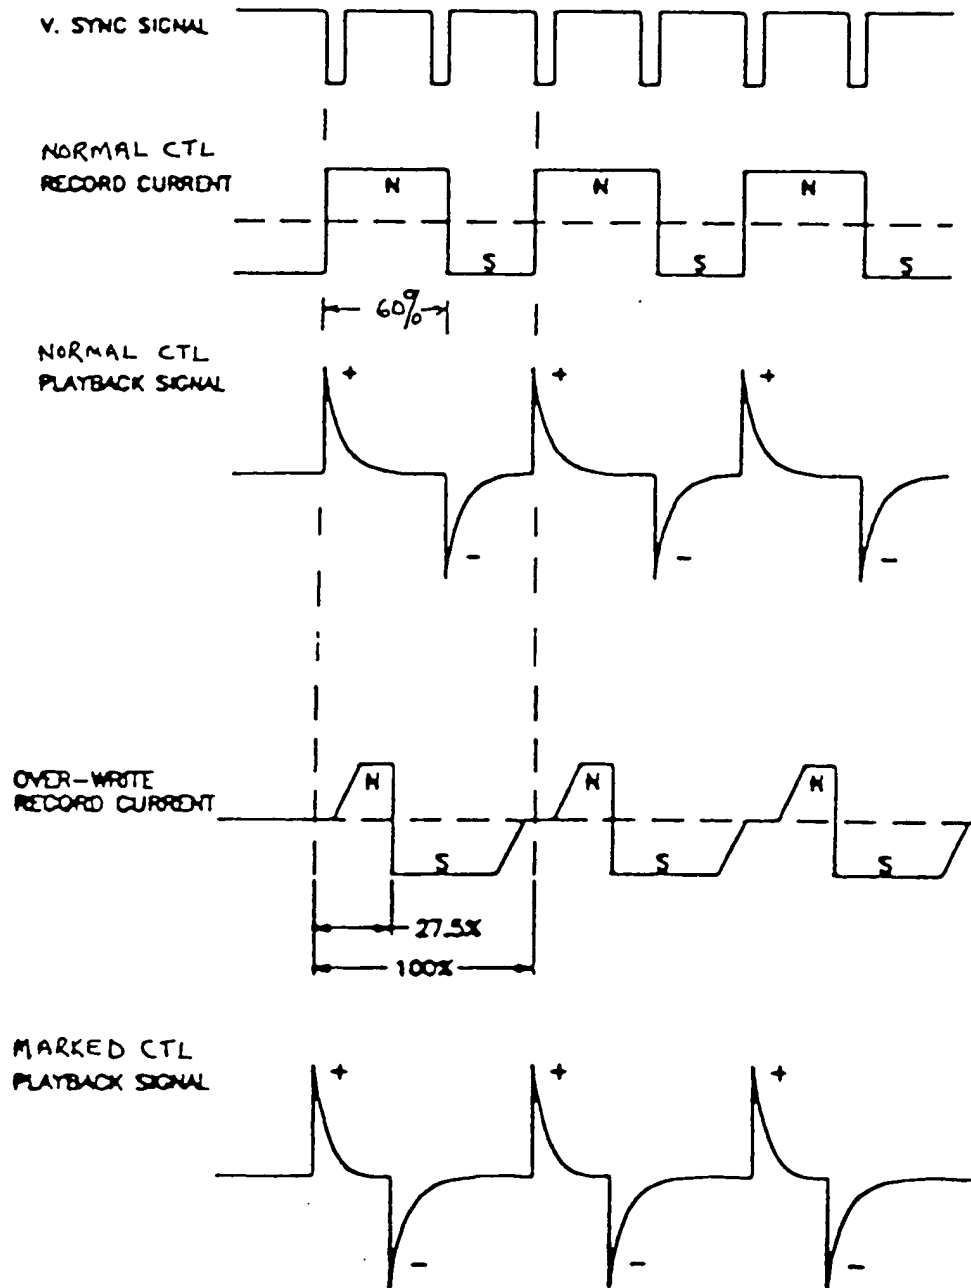 V. SYNC SIGNAL
NORMAL CTL
RECORD CURRENT
N N N
S S S
60%
NORMAL CTL
PLAYBACK SIGNAL
+ + +
- - -
OVER-WRITE
RECORD CURRENT
N N N
S S S
27.5%
100%
MARKED CTL
PLAYBACK SIGNAL
+ + +
- - -